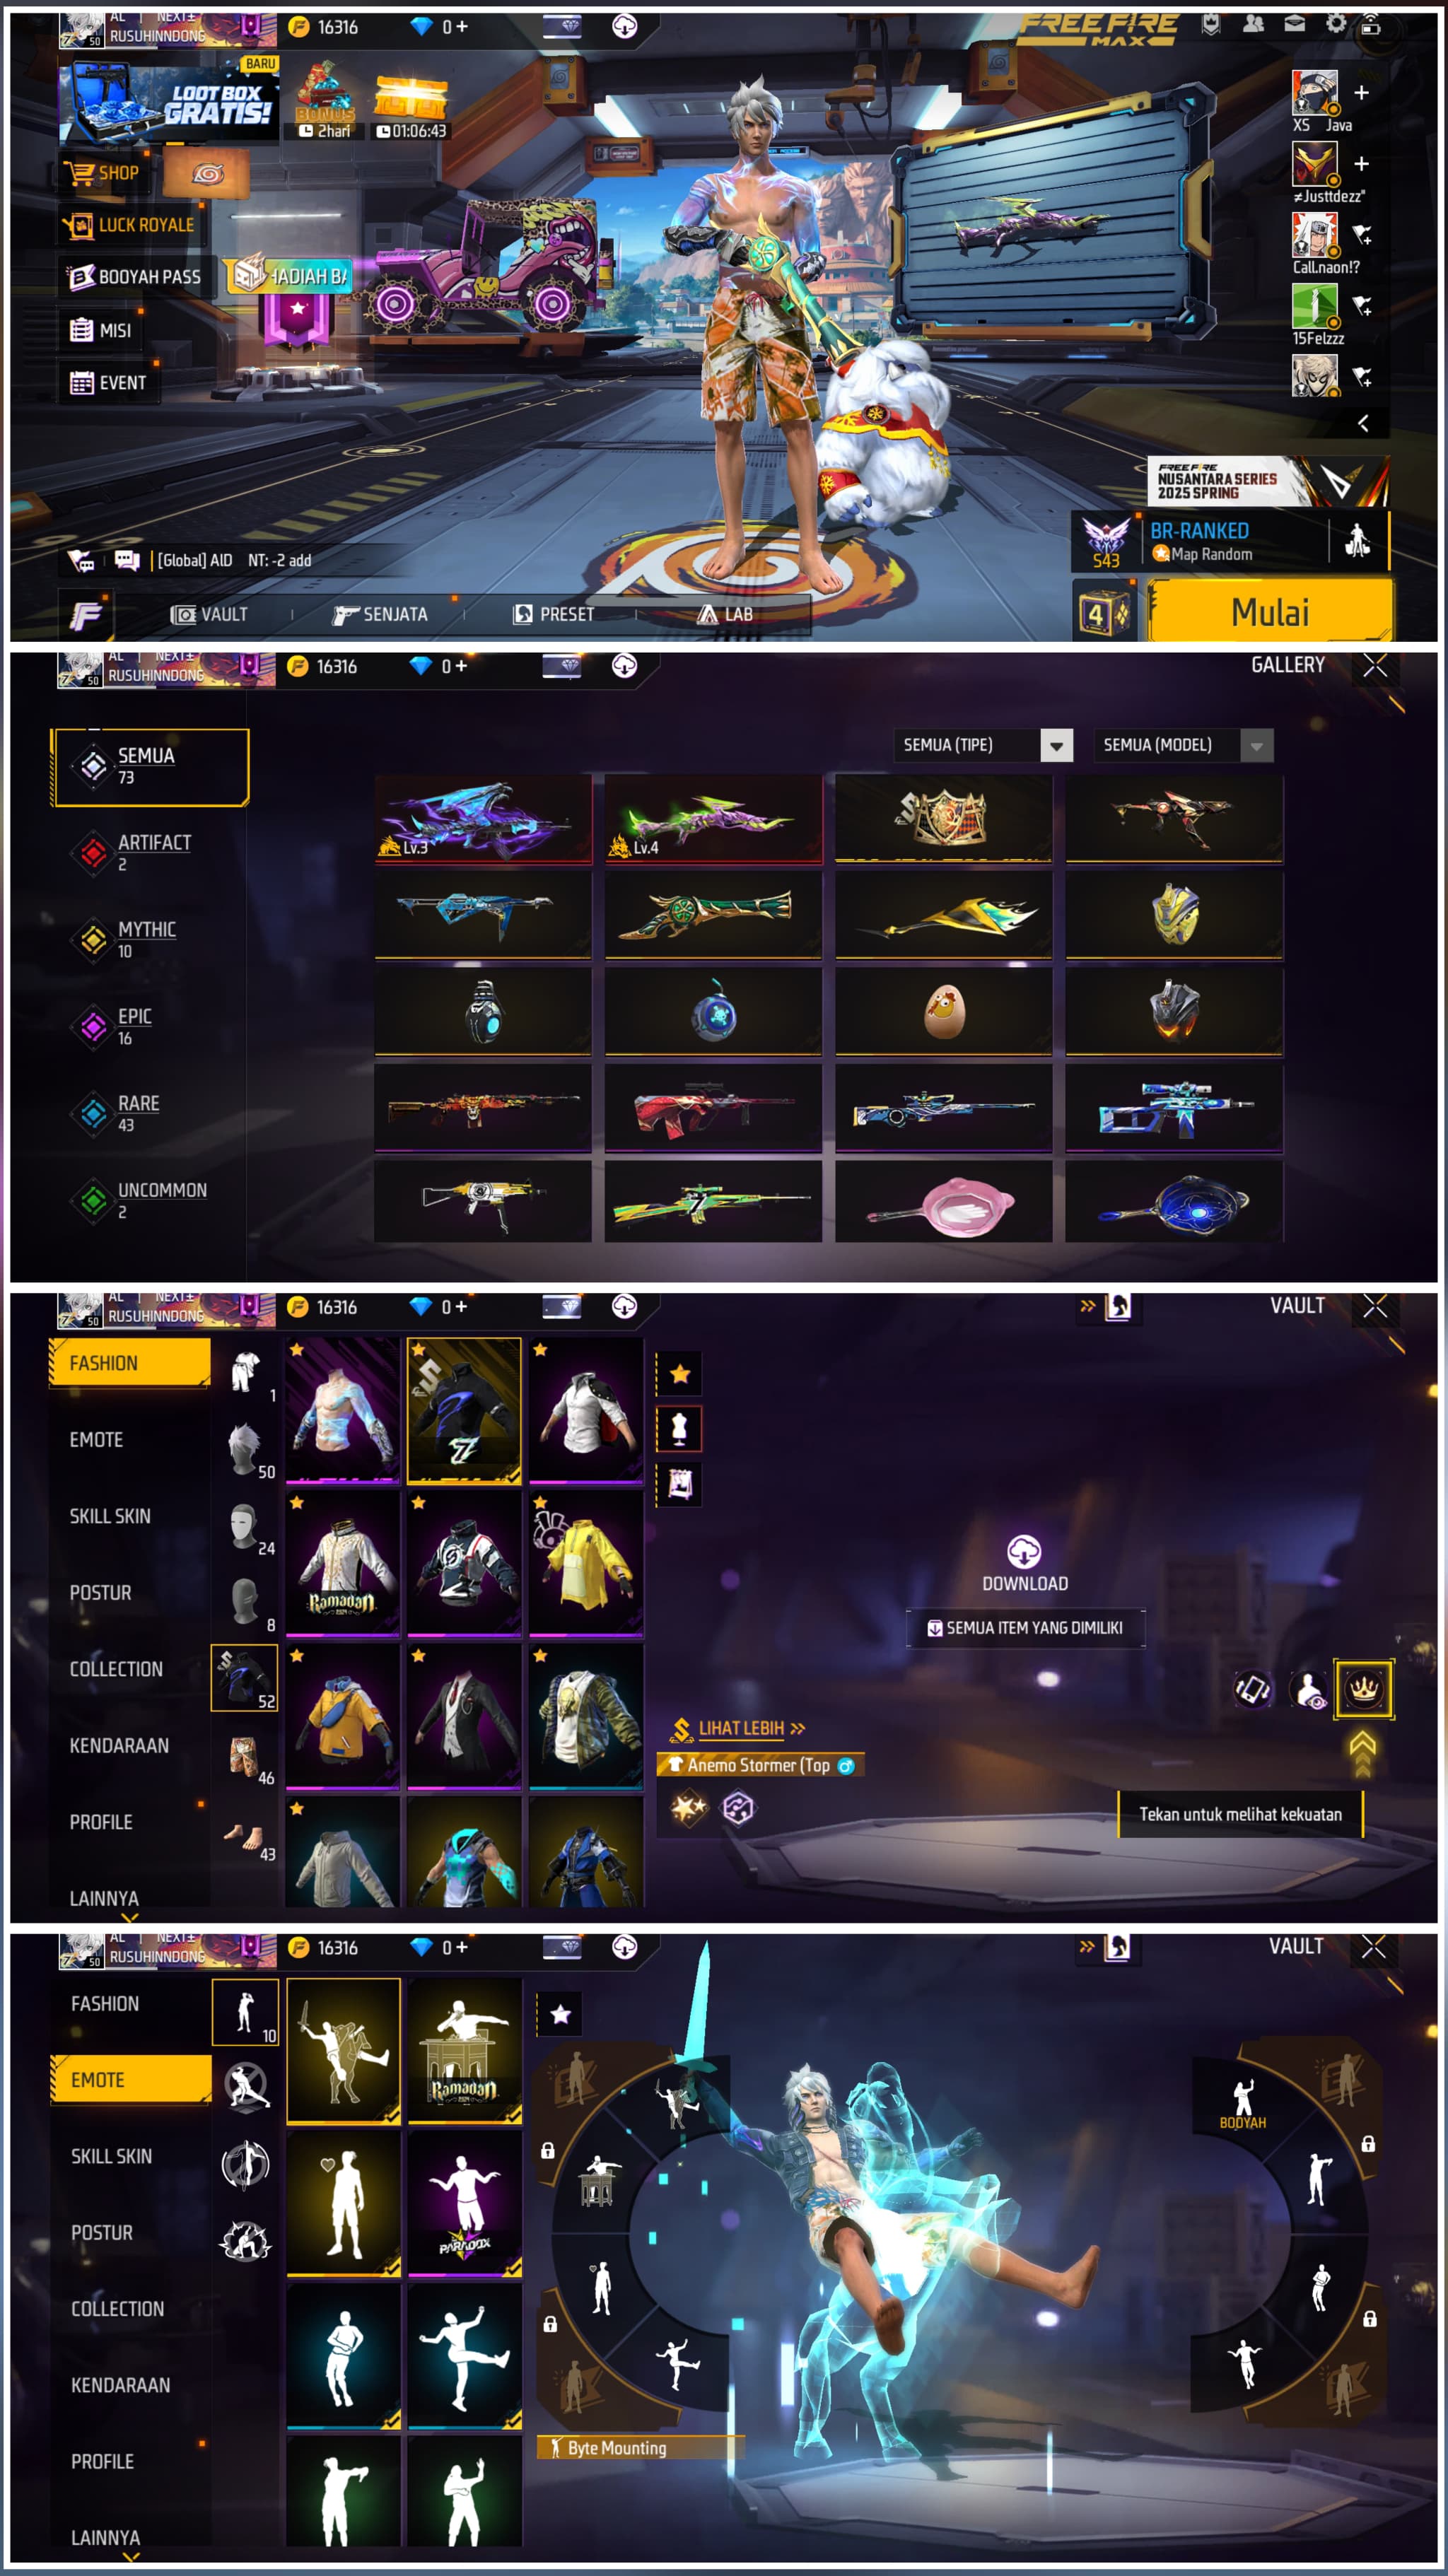 AL NEXT±
RUSUHINNDONG
50
16316
0 +
FREE FIRE
MAX
BARU
LOOT BOX
GRATIS!
BONUS
2hari
01:06:43
SHOP
LUCK ROYALE
BOOYAH PASS
HADIAH BA
MISI
EVENT
XS Java
≠Justtdezz"
Call.naon!?
15Felzzz
FREE FIRE
NUSANTARA SERIES
2025 SPRING
BR-RANKED
Map Random
S43
[Global] AID NT: -2 add
VAULT
SENJATA
PRESET
LAB
4
Mulai
AL NEXT±
RUSUHINNDONG
50
16316
0 +
GALLERY
SEMUA
73
SEMUA (TIPE)
SEMUA (MODEL)
ARTIFACT
2
MYTHIC
10
EPIC
16
RARE
43
UNCOMMON
2
Lv.3
Lv.4
AL NEXT±
RUSUHINNDONG
50
16316
0 +
VAULT
FASHION
EMOTE
SKILL SKIN
POSTUR
COLLECTION
KENDARAAN
PROFILE
LAINNYA
1
50
24
8
52
46
43
Ramadan
2024
DOWNLOAD
SEMUA ITEM YANG DIMILIKI
LIHAT LEBIH
Anemo Stormer (Top
Tekan untuk melihat kekuatan
AL NEXT±
RUSUHINNDONG
50
16316
0 +
VAULT
FASHION
EMOTE
SKILL SKIN
POSTUR
COLLECTION
KENDARAAN
PROFILE
LAINNYA
10
Ramadan
2024
PARADOX
BOOYAH
Byte Mounting